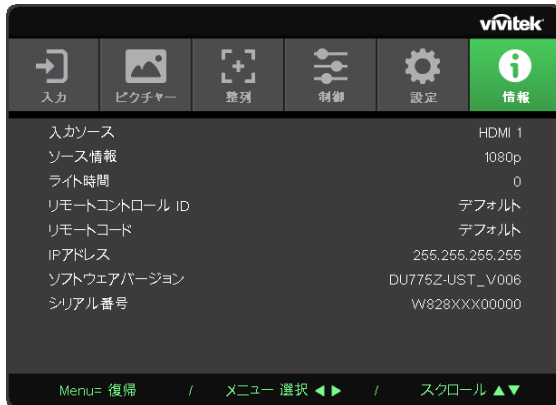 vivitek
入力 ピクチャー 整列 制御 設定 情報
入力ソース HDMI 1
ソース情報 1080p
ライト時間 0
リモートコントロール ID デフォルト
リモートコード デフォルト
IPアドレス 255.255.255.255
ソフトウェアバージョン DU775Z-UST_V006
シリアル番号 W828XXX00000
Menu= 復帰 / メニュー 選択 ◀ ▶ / スクロール ▲▼